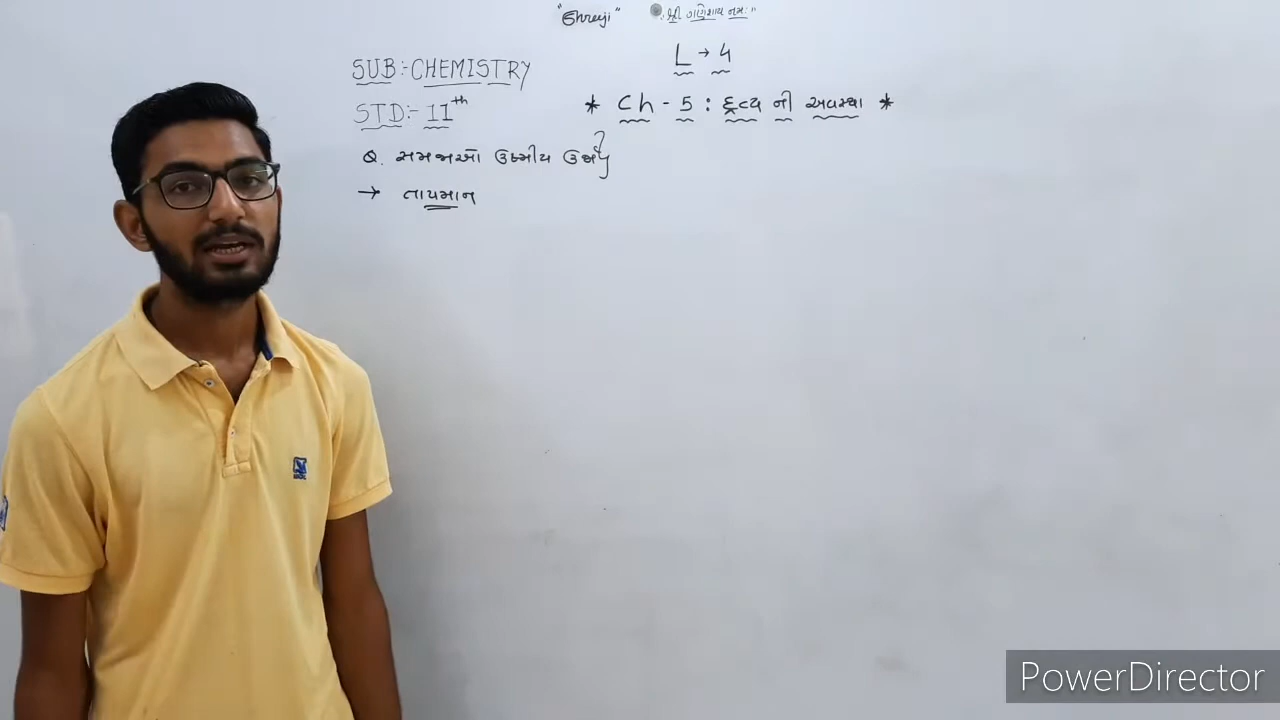 "Shreeji" "શ્રી ગણેશાય નમઃ"
L → 4
SUB:- CHEMISTRY
STD:- 11th
* Ch - 5 : દ્રવ્ય ની અવસ્થા *
Q. સમજાઓ ઉષ્મીય ઉર્જા?
→ તાપમાન
PowerDirector